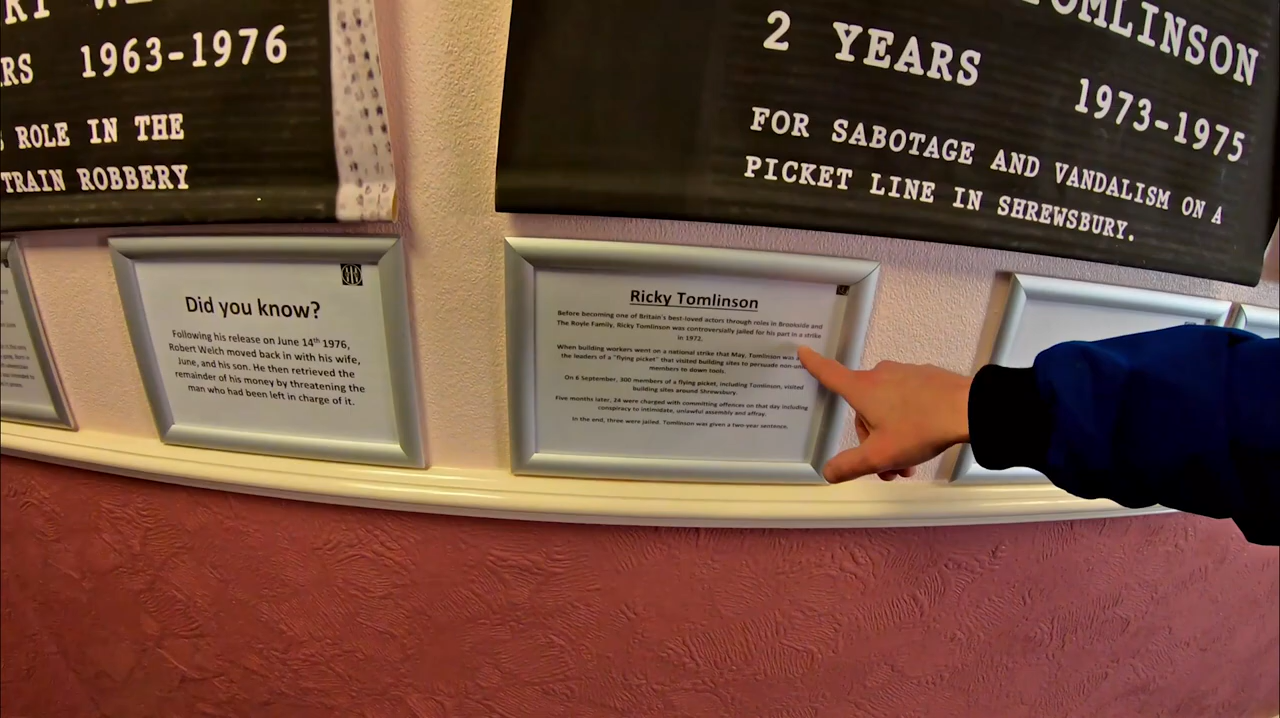 1963-1976
ROLE IN THE
TRAIN ROBBERY
TOMLINSON
2 YEARS 1973-1975
FOR SABOTAGE AND VANDALISM ON A
PICKET LINE IN SHREWSBURY.
Did you know?
Following his release on June 14th 1976,
Robert Welch moved back in with his wife,
June, and his son. He then retrieved the
remainder of his money by threatening the
man who had been left in charge of it.
Ricky Tomlinson
Before becoming one of Britain's best-loved actors through roles in Brookside and
The Royle Family, Ricky Tomlinson was controversially jailed for his part in a strike
in 1972.
When building workers went on a national strike that May, Tomlinson was
the leaders of a "flying picket" that visited building sites to persuade
members to down tools.
On 6 September, 300 members of a flying picket, including Tomlinson, visited
building sites around Shrewsbury.
Five months later, 24 were charged with committing offences on that day including
conspiracy to intimidate, unlawful assembly and affray.
In the end, three were jailed. Tomlinson was given a two-year sentence.